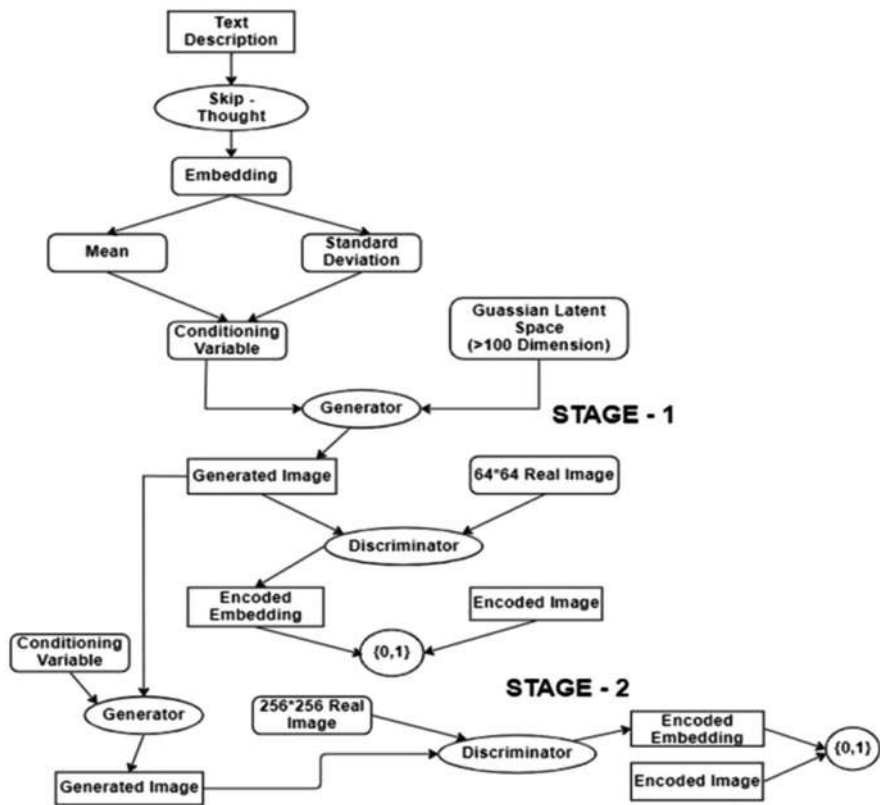 Text
Description
Skip -
Thought
Embedding
Mean
Standard
Deviation
Conditioning
Variable
Guassian Latent
Space
(>100 Dimension)
Generator
STAGE - 1
Generated Image
64*64 Real Image
Discriminator
Encoded
Embedding
Encoded Image
{0,1}
Conditioning
Variable
Generator
Generated Image
STAGE - 2
256*256 Real
Image
Discriminator
Encoded
Embedding
Encoded Image
{0,1}